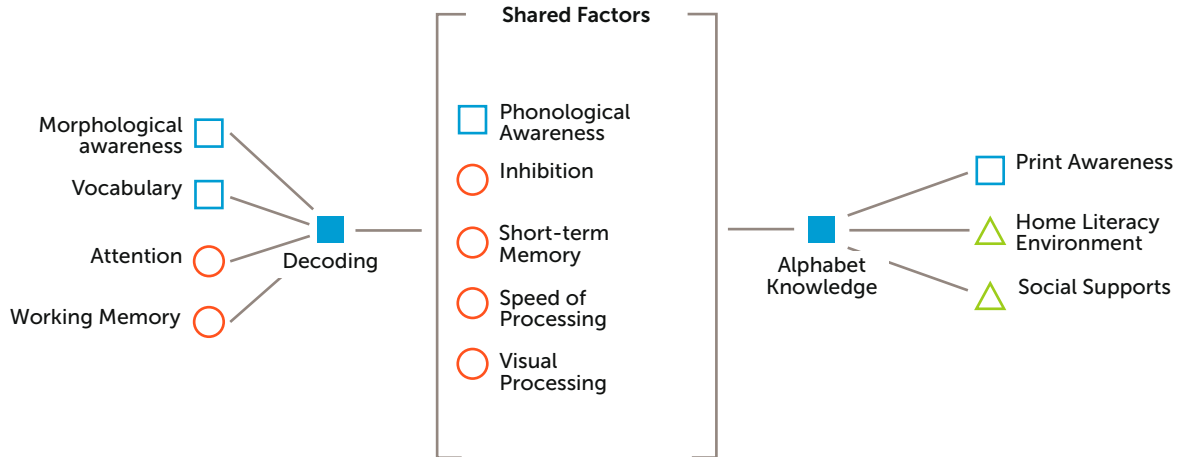 Shared Factors
Morphological
awareness
Vocabulary
Attention
Working Memory
Decoding
Phonological
Awareness
Inhibition
Short-term
Memory
Speed of
Processing
Visual
Processing
Alphabet
Knowledge
Print Awareness
Home Literacy
Environment
Social Supports